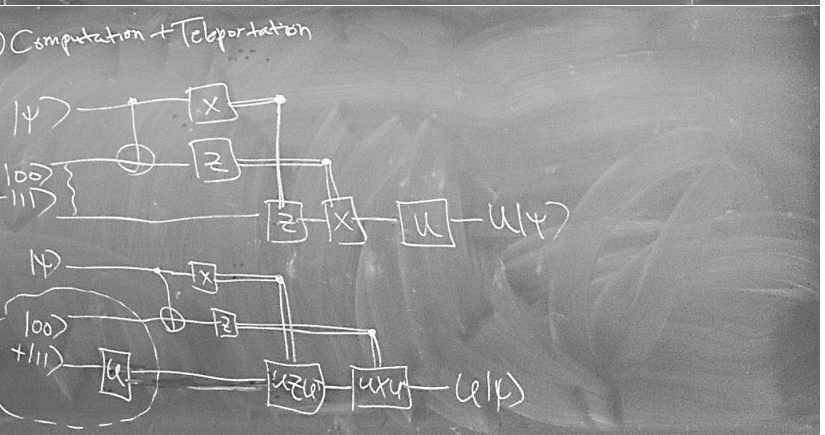 ) Computation + Teleportation
|ψ⟩ X
|00⟩ Z
+|11⟩ Z X U U|ψ⟩
|ψ⟩ X
|00⟩ Z
+|11⟩ U UZU† UXU† U|ψ⟩